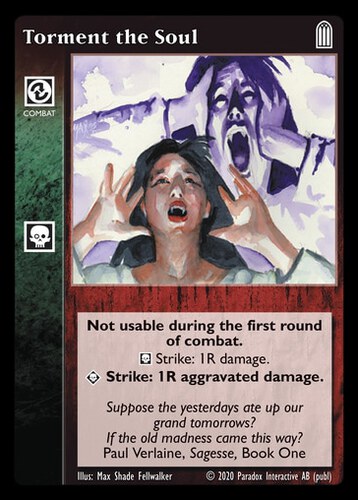 Torment the Soul
COMBAT
Not usable during the first round
of combat.
Strike: 1R damage.
Strike: 1R aggravated damage.
Suppose the yesterdays ate up our
grand tomorrows?
If the old madness came this way?
Paul Verlaine, Sagesse, Book One
Illus: Max Shade Fellwalker © 2020 Paradox Interactive AB (publ)